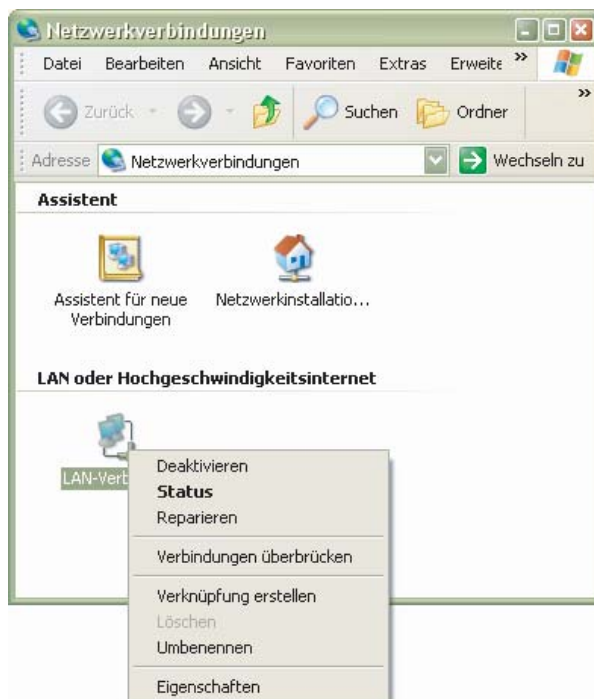 Netzwerkverbindungen
Datei Bearbeiten Ansicht Favoriten Extras Erweite »
Zurück Suchen Ordner »
Adresse Netzwerkverbindungen Wechseln zu
Assistent
Assistent für neue Verbindungen
Netzwerkinstallatio...
LAN oder Hochgeschwindigkeitsinternet
LAN-Verb
Deaktivieren
Status
Reparieren
Verbindungen überbrücken
Verknüpfung erstellen
Löschen
Umbenennen
Eigenschaften